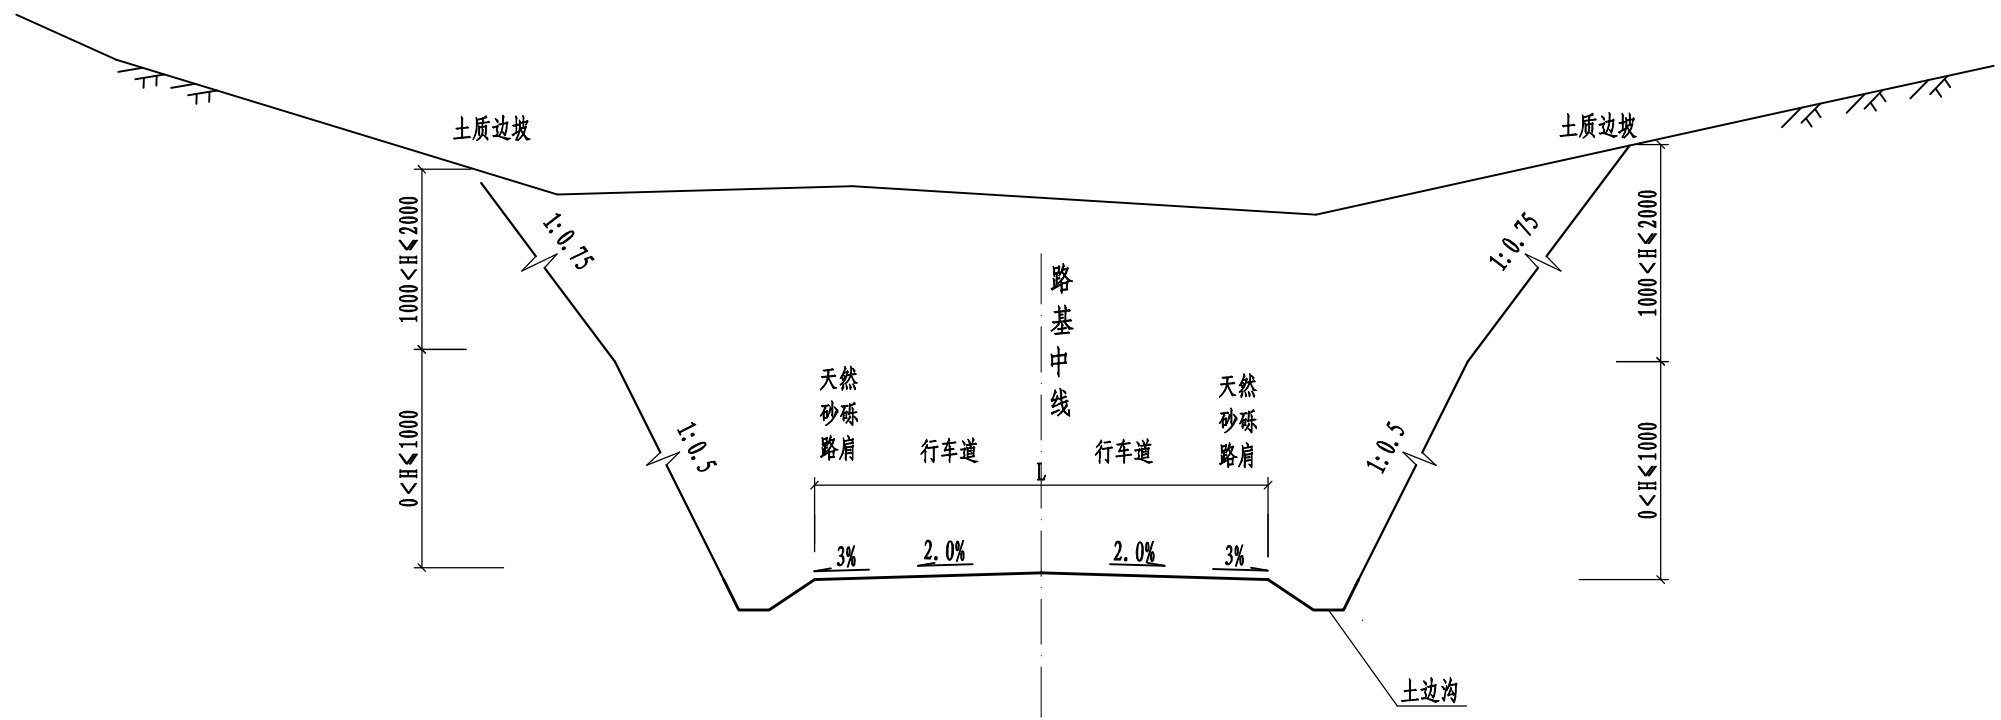 土质边坡
土质边坡
1000<H≤2000
1:0.75
路基中线
1:0.75
1000<H≤2000
天然
砂砾
路肩
行车道
行车道
天然
砂砾
路肩
0<H≤1000
1:0.5
L
1:0.5
0<H≤1000
3%
2.0%
2.0%
3%
土边沟